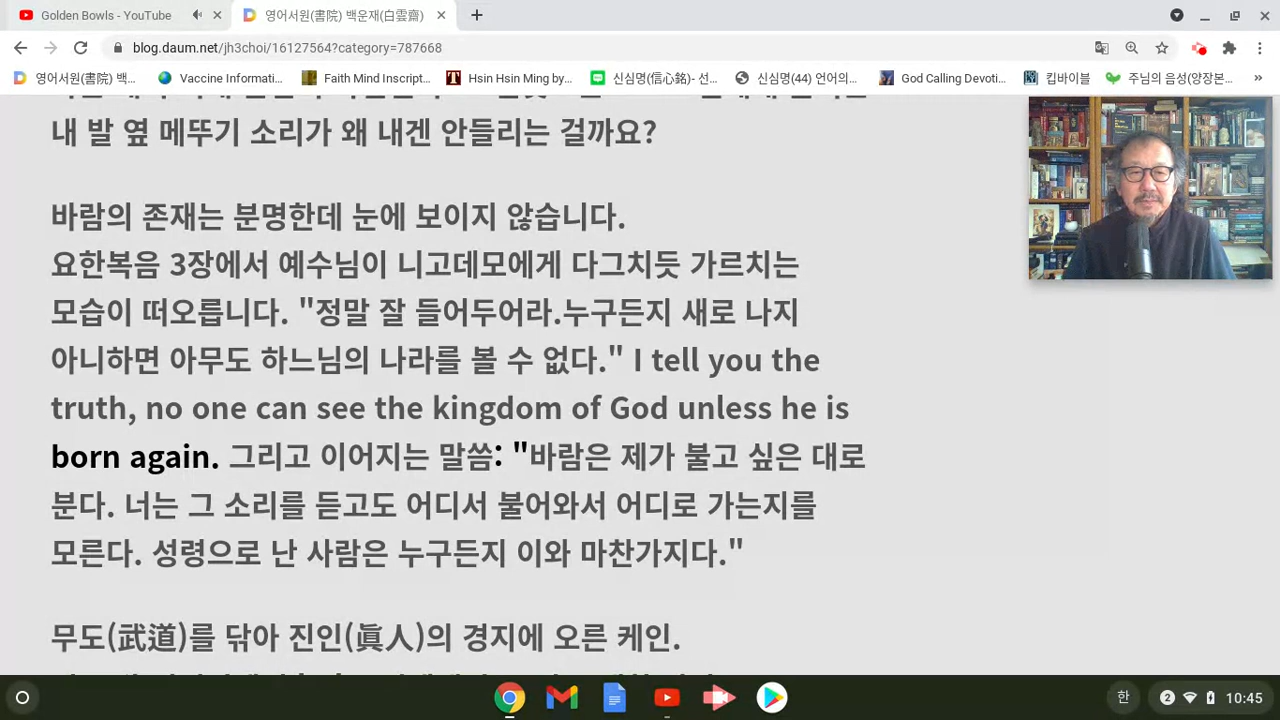 Golden Bowls - YouTube
영어서원(書院) 백운재(白雲齋)
blog.daum.net/jh3choi/16127564?category=787668
영어서원(書院) 백...
Vaccine Informati...
Faith Mind Inscript...
Hsin Hsin Ming by...
신심명(信心銘)- 선...
신심명(44) 언어의...
God Calling Devoti...
킵바이블
주님의 음성(양장본...
내 발 옆 메뚜기 소리가 왜 내겐 안들리는 걸까요?
바람의 존재는 분명한데 눈에 보이지 않습니다.
요한복음 3장에서 예수님이 니고데모에게 다그치듯 가르치는
모습이 떠오릅니다. "정말 잘 들어두어라.누구든지 새로 나지
아니하면 아무도 하느님의 나라를 볼 수 없다." I tell you the
truth, no one can see the kingdom of God unless he is
born again. 그리고 이어지는 말씀: "바람은 제가 불고 싶은 대로
분다. 너는 그 소리를 듣고도 어디서 불어와서 어디로 가는지를
모른다. 성령으로 난 사람은 누구든지 이와 마찬가지다."
무도(武道)를 닦아 진인(眞人)의 경지에 오른 케인.
한
2
10:45